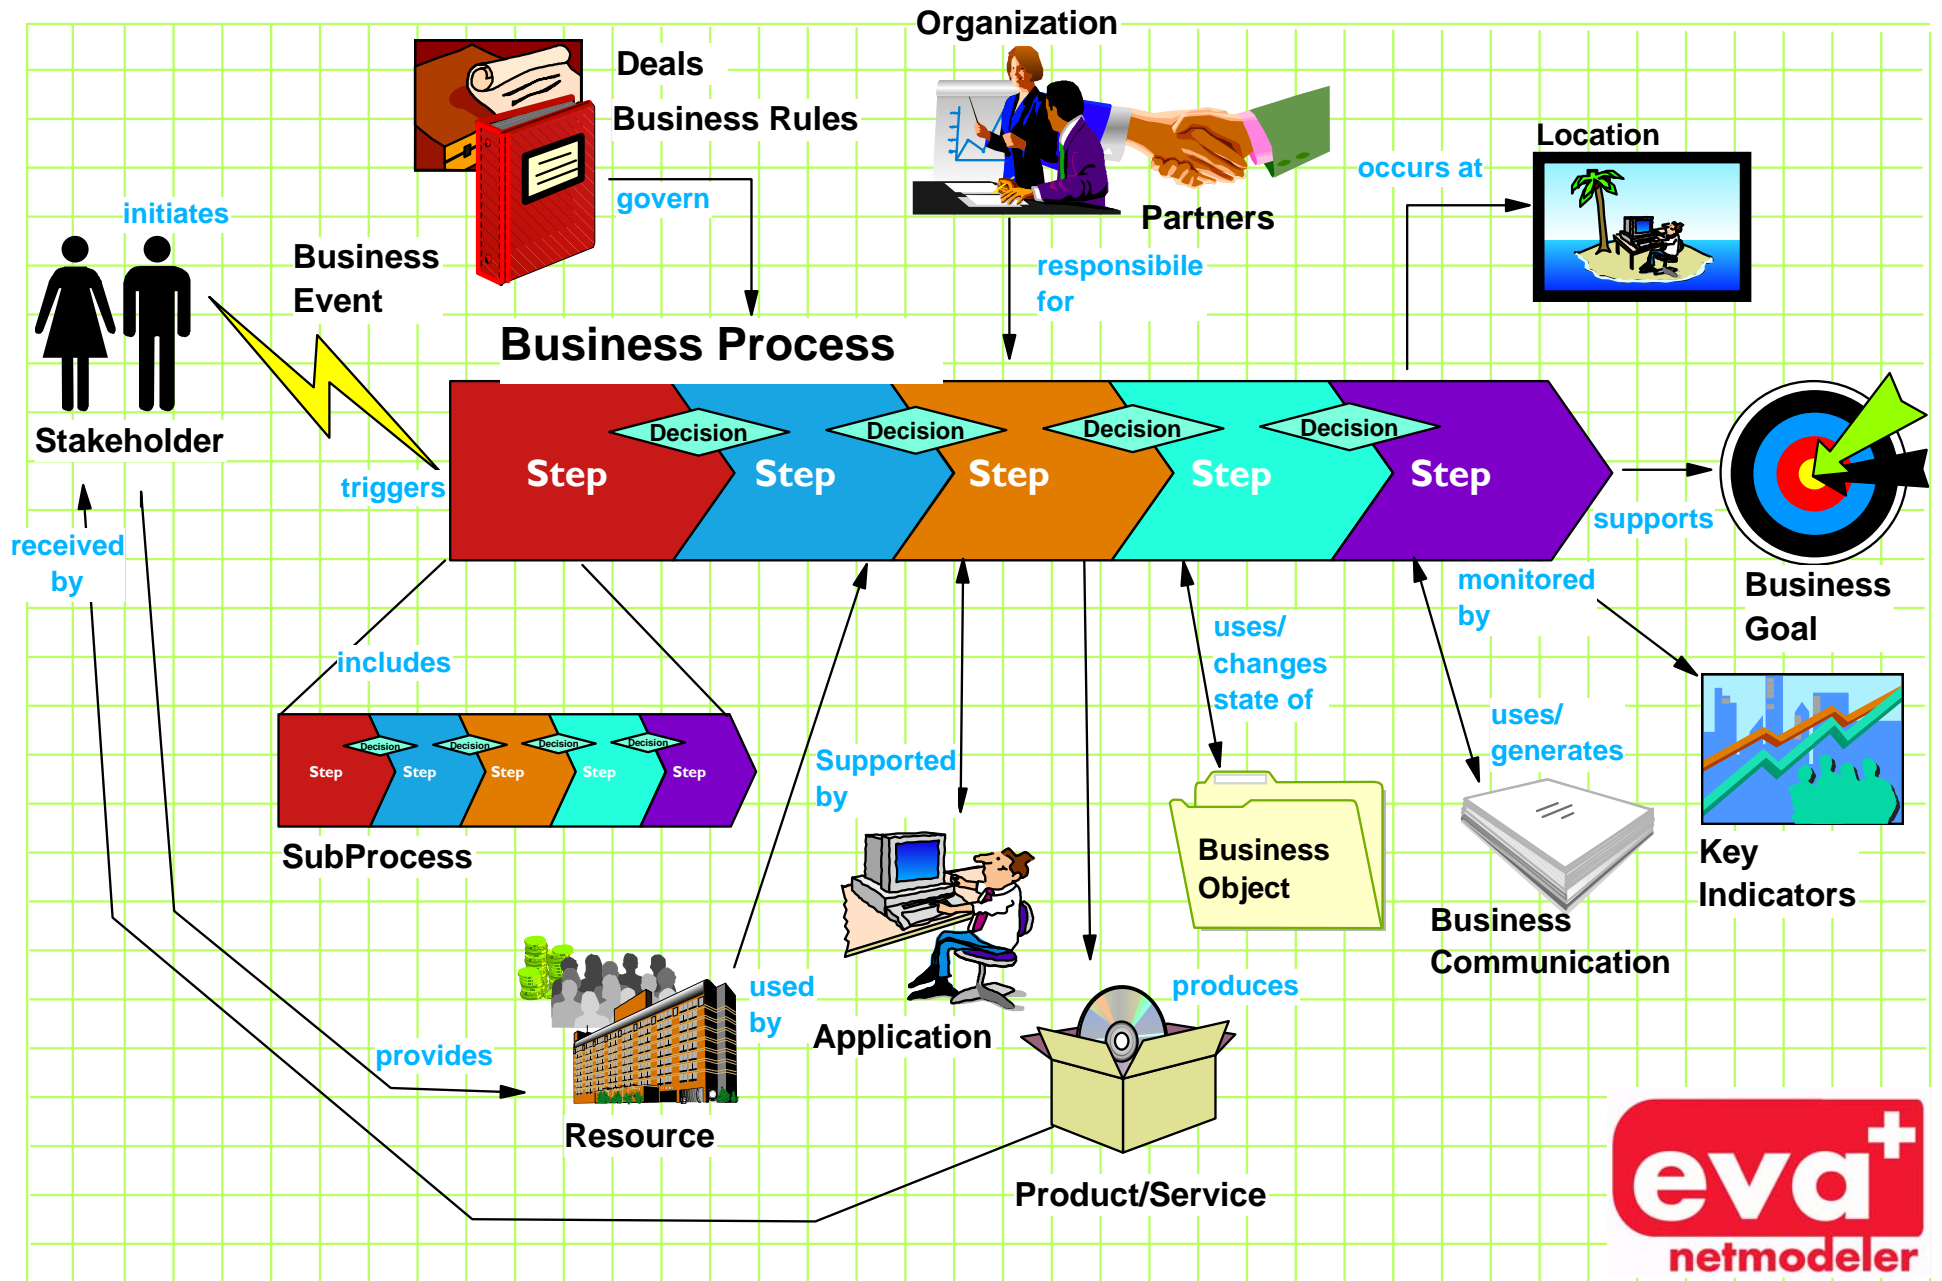 Organization
Deals
Business Rules
Location
occurs at
govern
initiates
Partners
Business
Event
responsibile
for
Business Process
Stakeholder
Decision
Decision
Decision
Decision
Step
Step
Step
Step
Step
triggers
supports
received
by
monitored
by
Business
Goal
includes
uses/
changes
state of
uses/
generates
Decision
Decision
Decision
Decision
Step
Step
Step
Step
Step
Supported
by
SubProcess
Business
Object
Key
Indicators
Business
Communication
used
by
produces
Application
provides
Resource
Product/Service
eva+
netmodeler